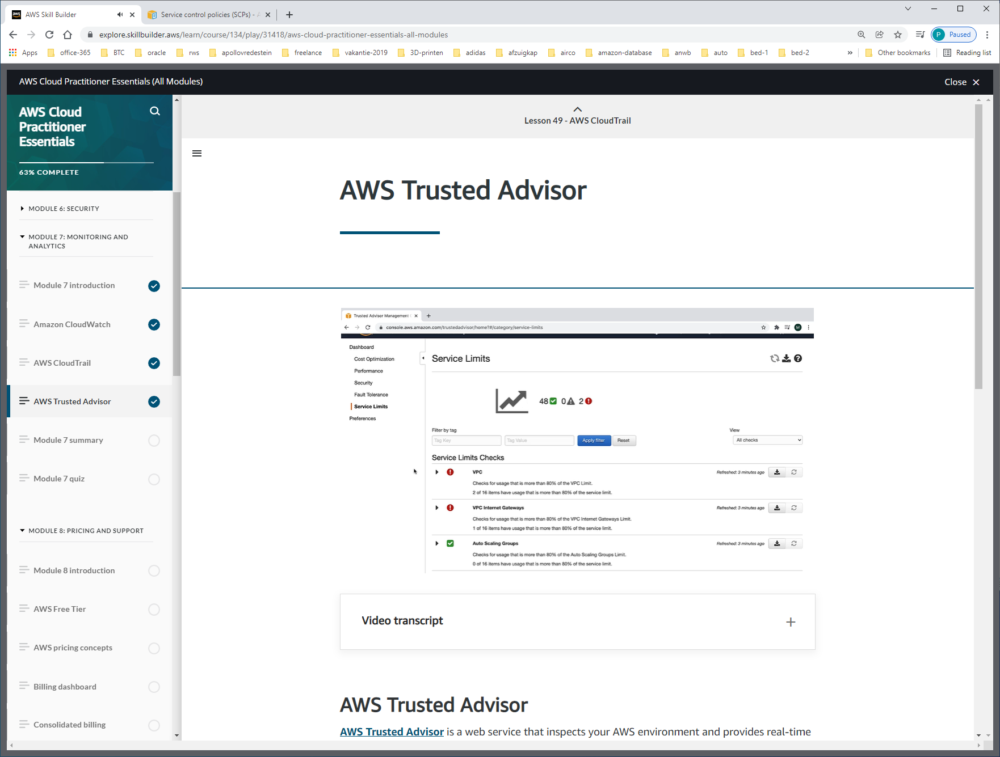 AWS Skill Builder
Service control policies (SCPs) - A
explore.skillbuilder.aws/learn/course/134/play/31418/aws-cloud-practitioner-essentials-all-modules
P Paused
Apps office-365 BTC oracle rws apollovredestein freelance vakantie-2019 3D-printen adidas afzuigkap airco amazon-database anwb auto bed-1 bed-2 » Other bookmarks Reading list
AWS Cloud Practitioner Essentials (All Modules)
Close
AWS Cloud
Practitioner
Essentials
63% COMPLETE
MODULE 6: SECURITY
MODULE 7: MONITORING AND
ANALYTICS
Module 7 introduction
Amazon CloudWatch
AWS CloudTrail
AWS Trusted Advisor
Module 7 summary
Module 7 quiz
MODULE 8: PRICING AND SUPPORT
Module 8 introduction
AWS Free Tier
AWS pricing concepts
Billing dashboard
Consolidated billing
Lesson 49 - AWS CloudTrail
AWS Trusted Advisor
Trusted Advisor Management
console.aws.amazon.com/trustedadvisor/home?#/category/service-limits
M
Dashboard
Cost Optimization
Performance
Security
Fault Tolerance
Service Limits
Preferences
Service Limits
48 0 2
Filter by tag
View
Tag Key
Tag Value
Apply filter
Reset
All checks
Service Limits Checks
VPC
Refreshed: 3 minutes ago
Checks for usage that is more than 80% of the VPC Limit.
2 of 16 items have usage that is more than 80% of the service limit.
VPC Internet Gateways
Refreshed: 3 minutes ago
Checks for usage that is more than 80% of the VPC Internet Gateways Limit.
1 of 16 items have usage that is more than 80% of the service limit.
Auto Scaling Groups
Refreshed: 3 minutes ago
Checks for usage that is more than 80% of the Auto Scaling Groups Limit.
0 of 16 items have usage that is more than 80% of the service limit.
Video transcript
AWS Trusted Advisor
AWS Trusted Advisor is a web service that inspects your AWS environment and provides real-time